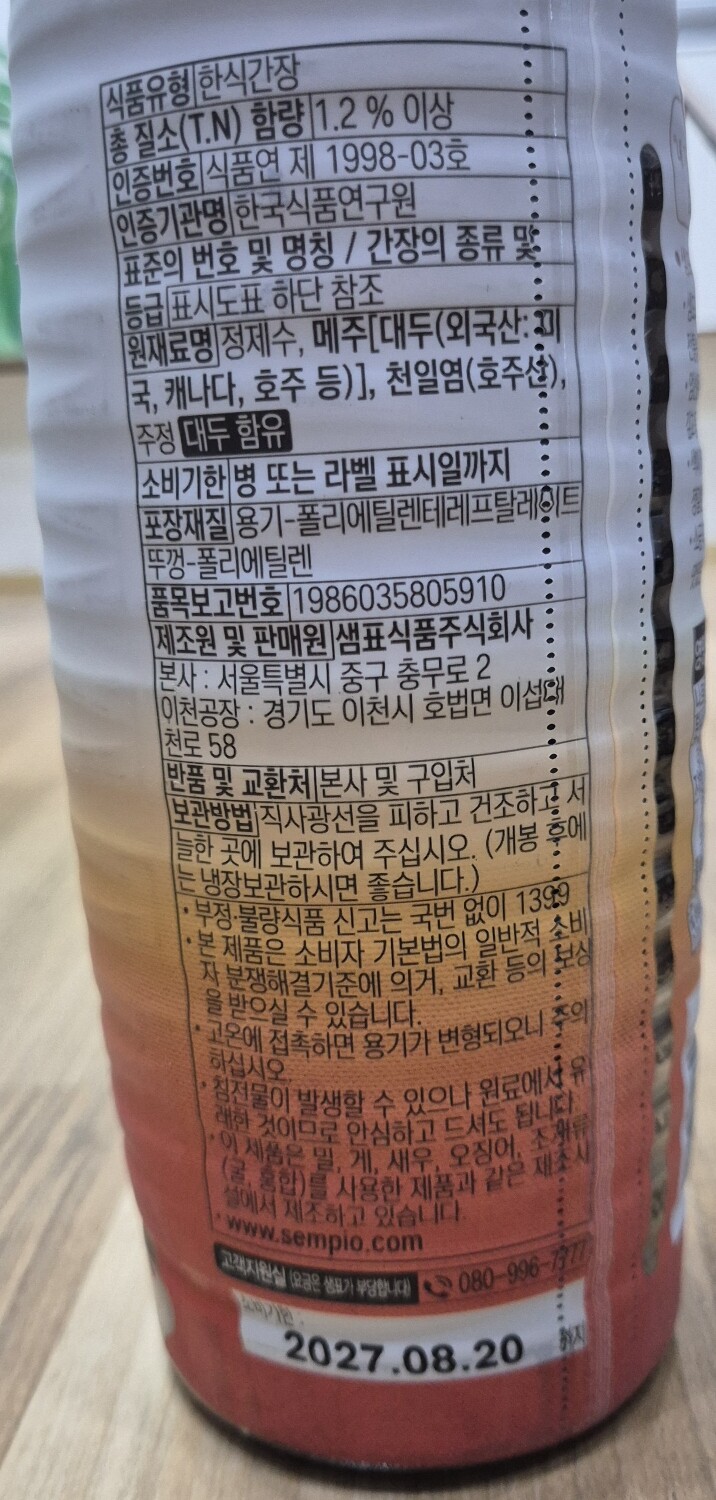 식품유형 한식간장
총 질소(T.N) 함량 1.2 % 이상
인증번호 식품연 제 1998-03호
인증기관명 한국식품연구원
표준의 번호 및 명칭 / 간장의 종류 및
등급 표시도표 하단 참조
원재료명 정제수, 메주[대두(외국산: 미
국, 캐나다, 호주 등)], 천일염(호주산),
주정 대두 함유
소비기한 병 또는 라벨 표시일까지
포장재질 용기-폴리에틸렌테레프탈레이트
뚜껑-폴리에틸렌
품목보고번호 1986035805910
제조원 및 판매원 샘표식품주식회사
본사 : 서울특별시 중구 충무로 2
이천공장 : 경기도 이천시 호법면 이섭대
천로 58
반품 및 교환처 본사 및 구입처
보관방법 직사광선을 피하고 건조하고 서
늘한 곳에 보관하여 주십시오. (개봉 후에
는 냉장보관하시면 좋습니다.)
• 부정·불량식품 신고는 국번 없이 1399
• 본 제품은 소비자 기본법의 일반적 소비
자 분쟁해결기준에 의거, 교환 등의 보상
을 받으실 수 있습니다.
• 고온에 접촉하면 용기가 변형되오니 주의
하십시오.
• 침전물이 발생할 수 있으나 원료에서 유
래한 것이므로 안심하고 드셔도 됩니다.
• 이 제품은 밀, 게, 새우, 오징어, 조개류
(굴, 홍합)를 사용한 제품과 같은 제조시
설에서 제조하고 있습니다.
• www.sempio.com
고객지원실 (요금은 샘표가 부담합니다) 080-996-7777
소비기한 :
2027.08.20 까지